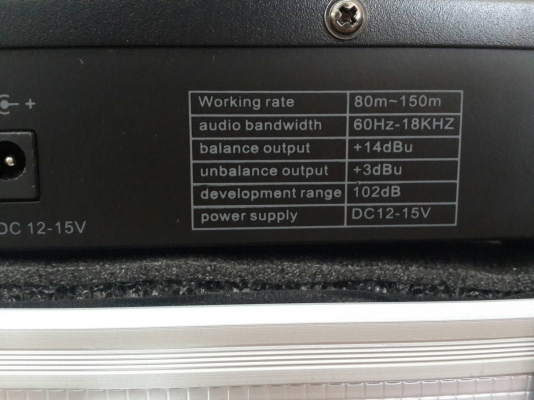 Working rate 80m~150m
audio bandwidth 60Hz-18KHZ
balance output +14dBu
unbalance output +3dBu
development range 102dB
power supply DC12-15V
+
DC 12-15V